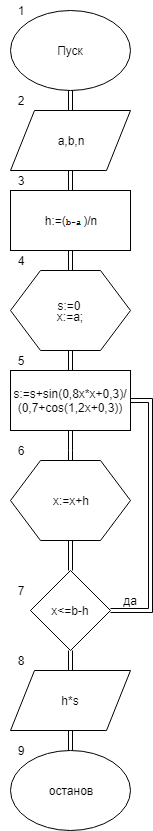 1
Пуск
2
a,b,n
3
h:=(b-a )/n
4
s:=0
x:=a;
5
s:=s+sin(0,8x*x+0,3)/
(0,7+cos(1,2x+0,3))
6
x:=x+h
7
x<=b-h
да
8
h*s
9
останов